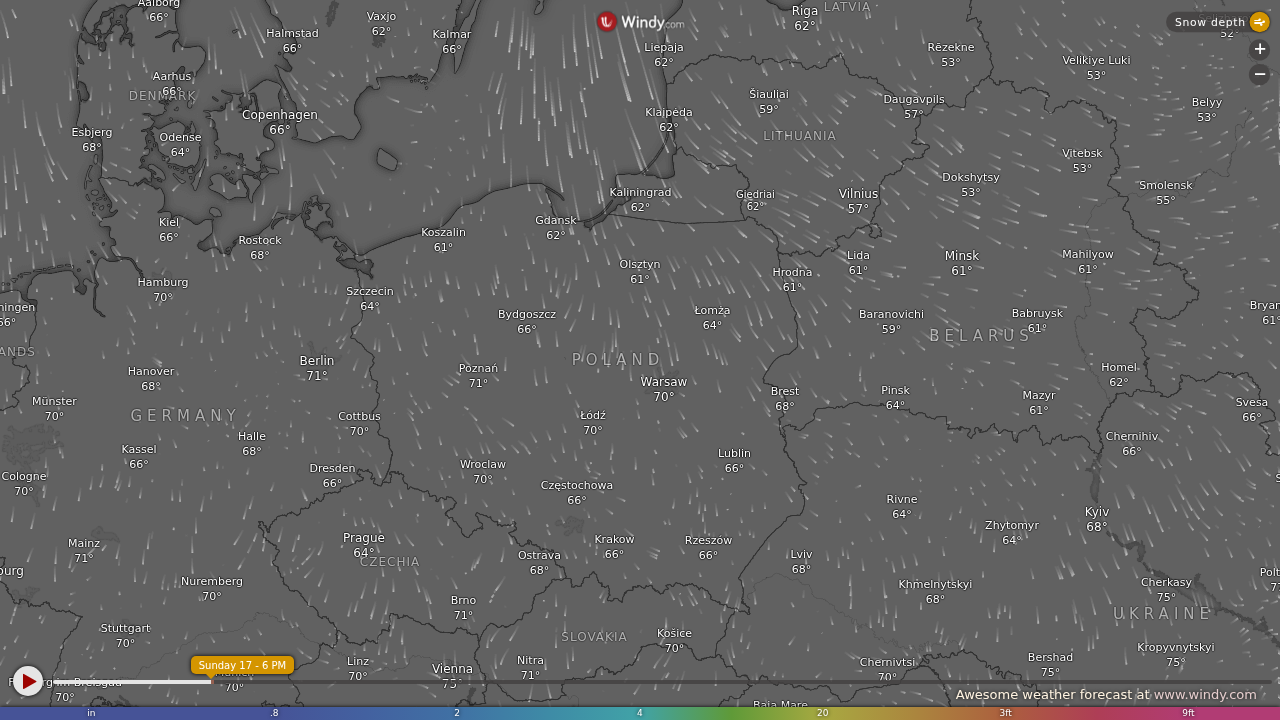 Aalborg
66°
Vaxjo
62°
Halmstad
66°
Kalmar
66°
Windy.com
Riga
62°
LATVIA
Snow depth
52°
+
−
Liepaja
62°
Rēzekne
53°
Velikiye Luki
53°
Aarhus
66°
DENMARK
Šiauliai
59°
Daugavpils
57°
Belyy
53°
Copenhagen
66°
Klaipėda
62°
Esbjerg
68°
Odense
64°
LITHUANIA
Vitebsk
53°
Dokshytsy
53°
Smolensk
55°
Kaliningrad
62°
Giedriai
62°
Vilnius
57°
Kiel
66°
Rostock
68°
Koszalin
61°
Gdansk
62°
Lida
61°
Minsk
61°
Mahilyow
61°
Olsztyn
61°
Hrodna
61°
Hamburg
70°
Szczecin
64°
Bydgoszcz
66°
Łomża
64°
Baranovichi
59°
Babruysk
61°
BELARUS
POLAND
Berlin
71°
Hanover
68°
Poznań
71°
Warsaw
70°
Brest
68°
Pinsk
64°
Homel
62°
Mazyr
61°
Münster
70°
GERMANY
Cottbus
70°
Łódź
70°
Svesa
66°
Halle
68°
Kassel
66°
Chernihiv
66°
Lublin
66°
Cologne
70°
Dresden
66°
Wroclaw
70°
Częstochowa
66°
Rivne
64°
Kyiv
68°
Zhytomyr
64°
Mainz
71°
Prague
64°
CZECHIA
Ostrava
68°
Krakow
66°
Rzeszów
66°
Lviv
68°
Nuremberg
70°
Khmelnytskyi
68°
Cherkasy
75°
Brno
71°
UKRAINE
Stuttgart
70°
SLOVAKIA
Košice
70°
Kropyvnytskyi
75°
Linz
70°
Vienna
Nitra
71°
Chernivtsi
70°
Bershad
75°
Sunday 17 - 6 PM
70°
70°
Awesome weather forecast at www.windy.com
Baia Mare
in .8 2 4 20 3ft 9ft